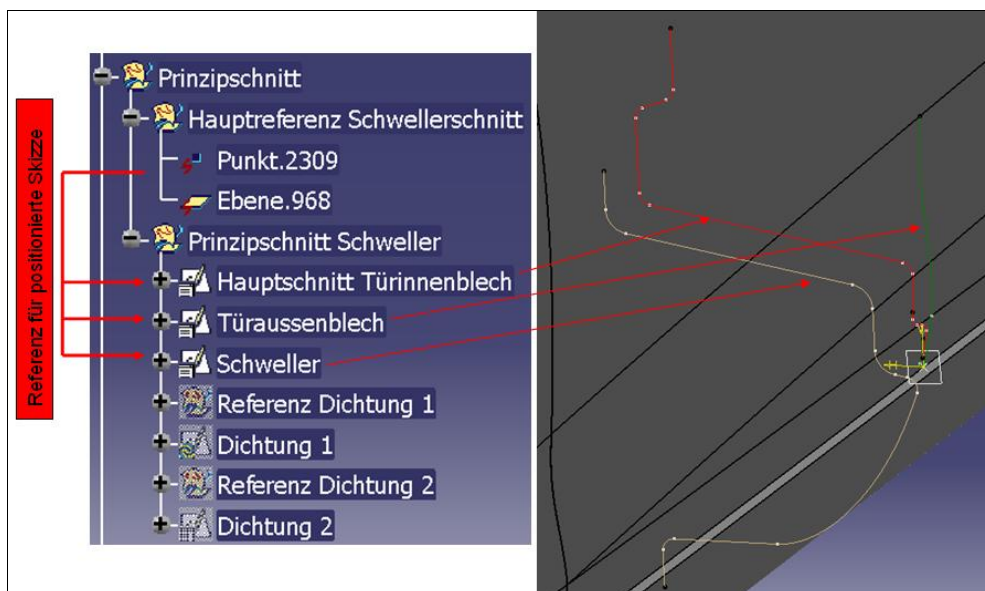 Referenz für positionierte Skizze
Prinzipschnitt
Hauptreferenz Schwellerschnitt
Punkt.2309
Ebene.968
Prinzipschnitt Schweller
Hauptschnitt Türinnenblech
Türaussenblech
Schweller
Referenz Dichtung 1
Dichtung 1
Referenz Dichtung 2
Dichtung 2